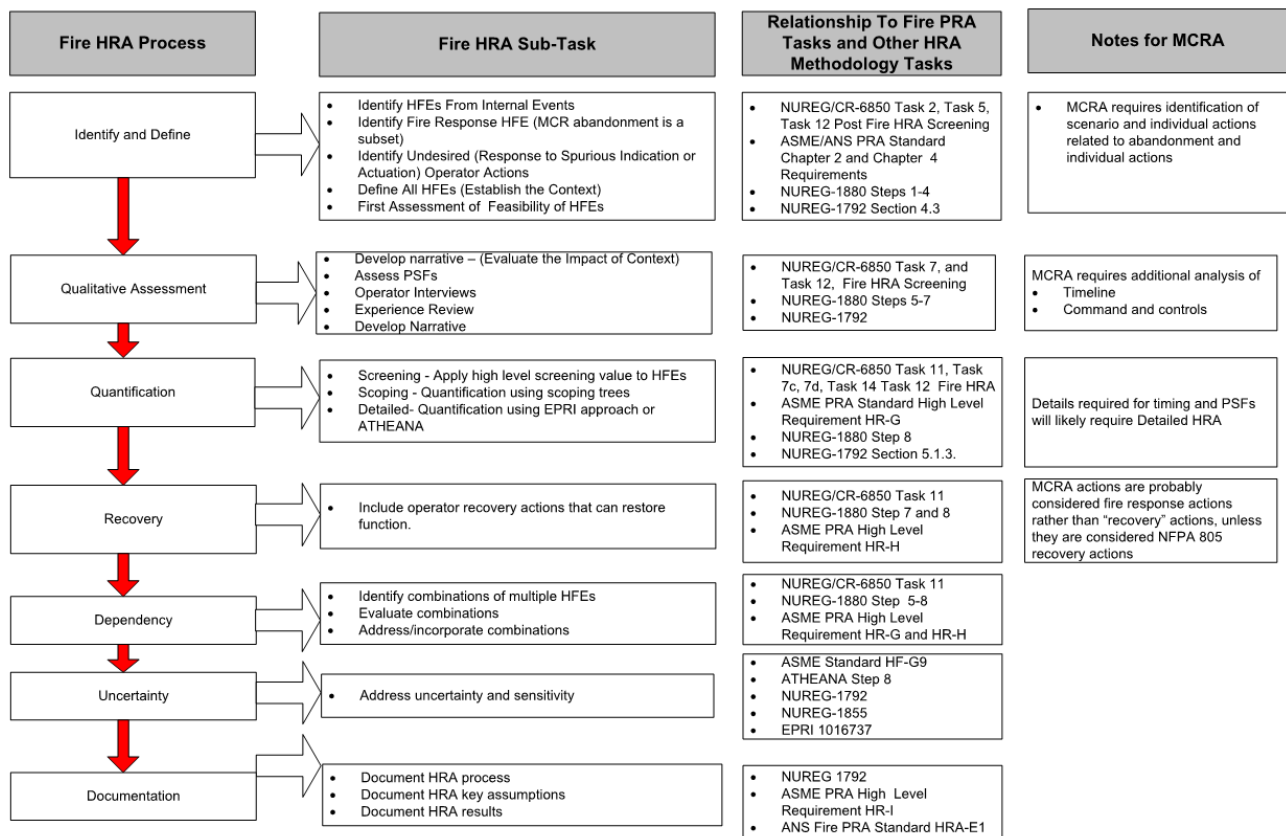 Fire HRA Process
Fire HRA Sub-Task
Relationship To Fire PRA
Tasks and Other HRA
Methodology Tasks
Notes for MCRA
Identify and Define
• Identify HFEs From Internal Events
• Identify Fire Response HFE (MCR abandonment is a
subset)
• Identify Undesired (Response to Spurious Indication or
Actuation) Operator Actions
• Define All HFEs (Establish the Context)
• First Assessment of Feasibility of HFEs
• NUREG/CR-6850 Task 2, Task 5,
Task 12 Post Fire HRA Screening
• ASME/ANS PRA Standard
Chapter 2 and Chapter 4
Requirements
• NUREG-1880 Steps 1-4
• NUREG-1792 Section 4.3
• MCRA requires identification of
scenario and individual actions
related to abandonment and
individual actions
Qualitative Assessment
• Develop narrative – (Evaluate the Impact of Context)
• Assess PSFs
• Operator Interviews
• Experience Review
• Develop Narrative
• NUREG/CR-6850 Task 7, and
Task 12, Fire HRA Screening
• NUREG-1880 Steps 5-7
• NUREG-1792
MCRA requires additional analysis of
• Timeline
• Command and controls
Quantification
• Screening - Apply high level screening value to HFEs
• Scoping - Quantification using scoping trees
• Detailed- Quantification using EPRI approach or
ATHEANA
• NUREG/CR-6850 Task 11, Task
7c, 7d, Task 14 Task 12 Fire HRA
• ASME PRA Standard High Level
Requirement HR-G
• NUREG-1880 Step 8
• NUREG-1792 Section 5.1.3.
Details required for timing and PSFs
will likely require Detailed HRA
Recovery
• Include operator recovery actions that can restore
function.
• NUREG/CR-6850 Task 11
• NUREG-1880 Step 7 and 8
• ASME PRA High Level
Requirement HR-H
MCRA actions are probably
considered fire response actions
rather than “recovery” actions, unless
they are considered NFPA 805
recovery actions
Dependency
• Identify combinations of multiple HFEs
• Evaluate combinations
• Address/incorporate combinations
• NUREG/CR-6850 Task 11
• NUREG-1880 Step 5-8
• ASME PRA High Level
Requirement HR-G and HR-H
Uncertainty
• Address uncertainty and sensitivity
• ASME Standard HF-G9
• ATHEANA Step 8
• NUREG-1792
• NUREG-1855
• EPRI 1016737
Documentation
• Document HRA process
• Document HRA key assumptions
• Document HRA results
• NUREG 1792
• ASME PRA High Level
Requirement HR-I
• ANS Fire PRA Standard HRA-E1